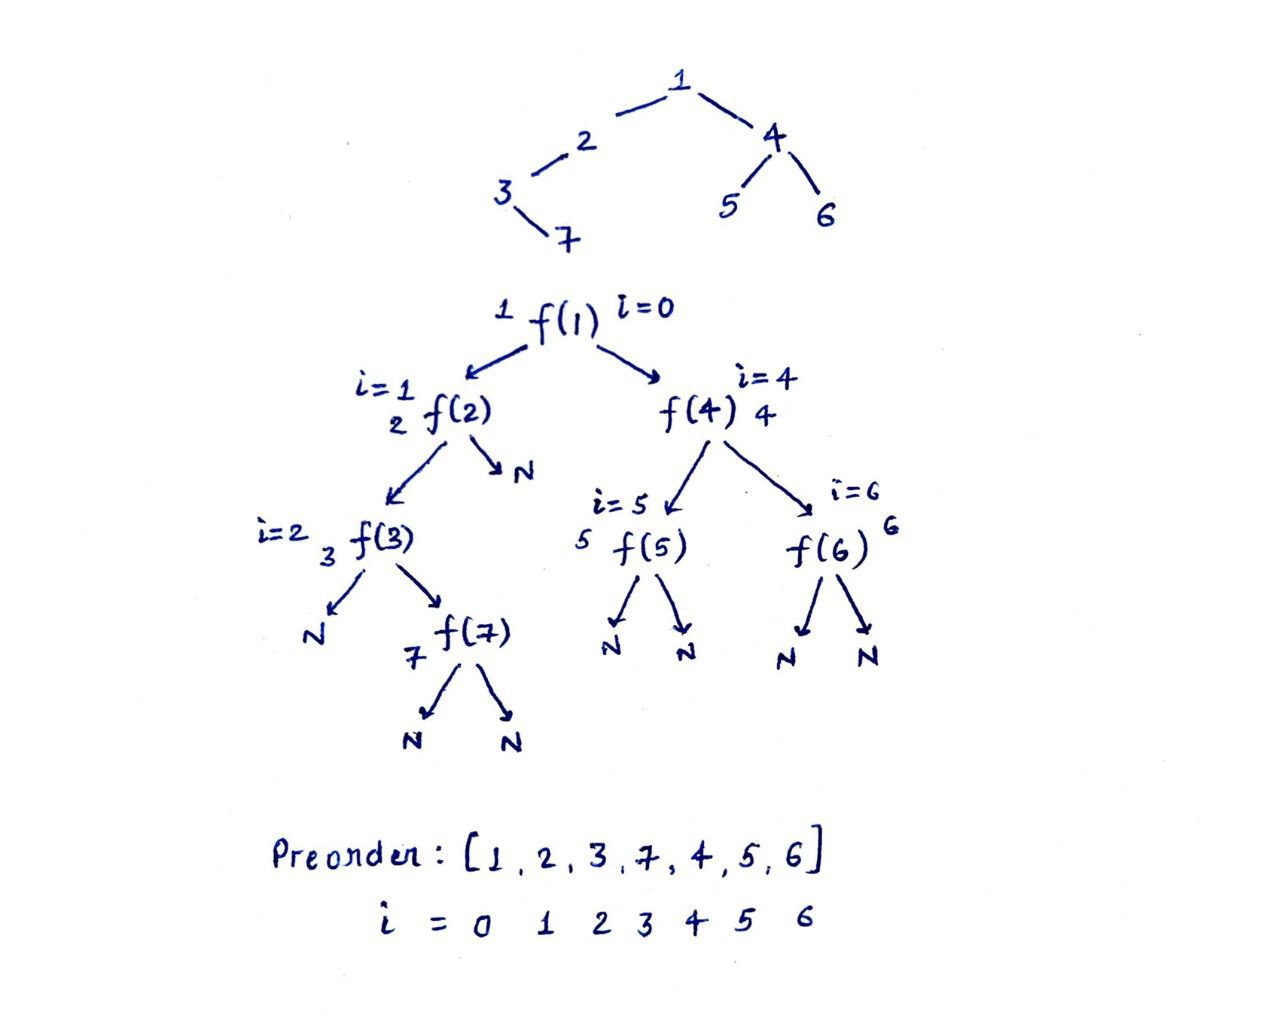 1
2 4
3 5 6
7
1 f(1) i=0
i=1 i=4
2 f(2) f(4) 4
N
i=5 i=6
i=2 3 f(3) 5 f(5) f(6) 6
N 7 f(7) N N N N
N N
Preorder : [1, 2, 3, 7, 4, 5, 6]
i = 0 1 2 3 4 5 6